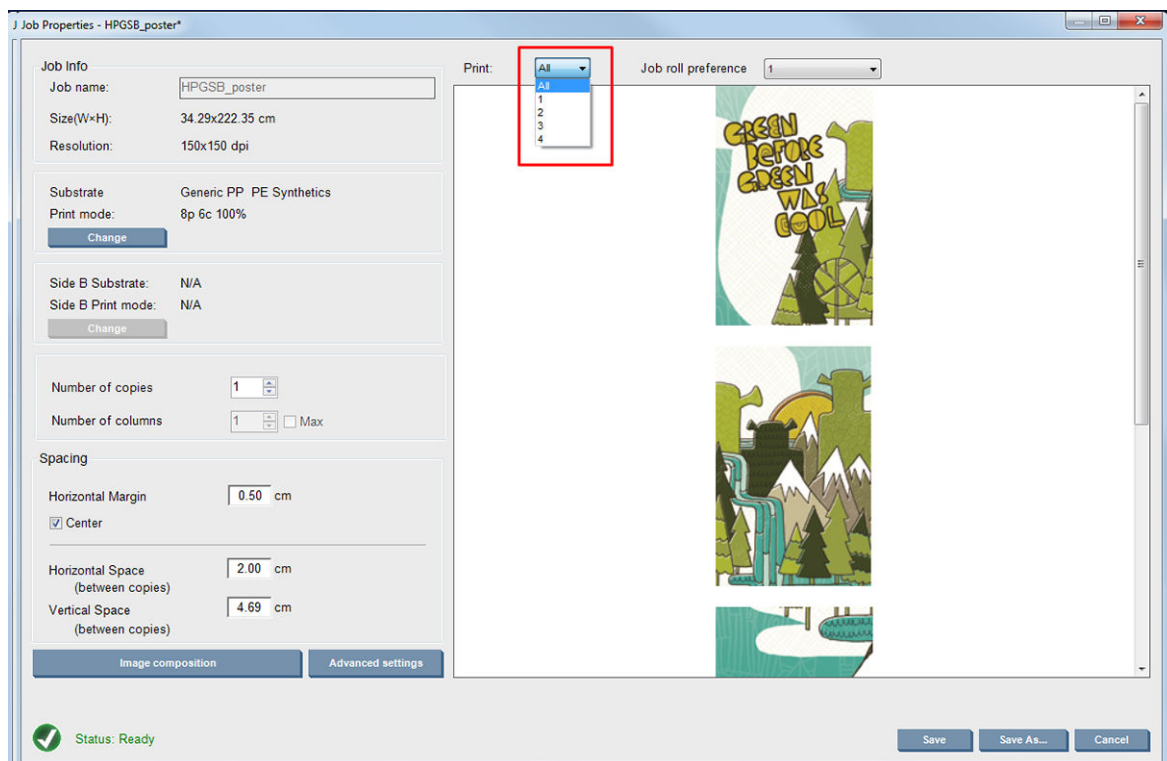 J Job Properties - HPGSB_poster*
Job Info
Job name: HPGSB_poster
Size(W×H): 34.29x222.35 cm
Resolution: 150x150 dpi
Substrate Generic PP PE Synthetics
Print mode: 8p 6c 100%
Change
Side B Substrate: N/A
Side B Print mode: N/A
Change
Number of copies 1
Number of columns 1 Max
Spacing
Horizontal Margin 0.50 cm
Center
Horizontal Space 2.00 cm
(between copies)
Vertical Space 4.69 cm
(between copies)
Image composition Advanced settings
Status: Ready
Print: All Job roll preference 1
All
1
2
3
4
GREEN
BEFORE
GREEN
WAS
COOL
Save Save As... Cancel